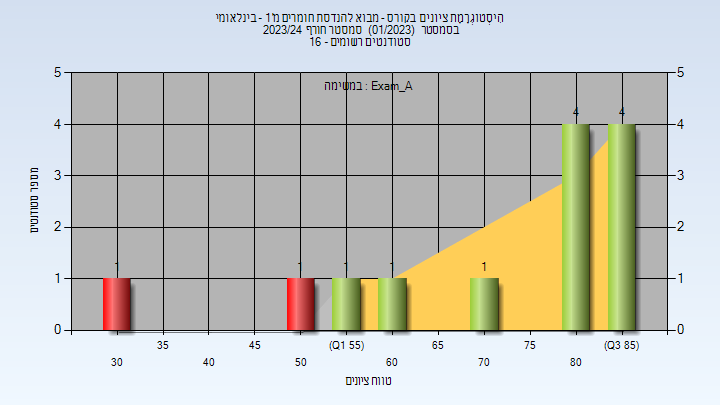 היסטוגרמת ציונים בקורס - מבוא להנדסת חומרים מ'1 - בינלאומי
בסמסטר (01/2023) סמסטר חורף 2023/24
סטודנטים רשומים - 16
במשימה : Exam_A
מספר סטודנטים
5 5
4 4
3 3
2 2
1 1
0 0
1 1 1 1 1 4 4
35 45 (Q1 55) 65 75 (Q3 85)
30 40 50 60 70 80
טווח ציונים